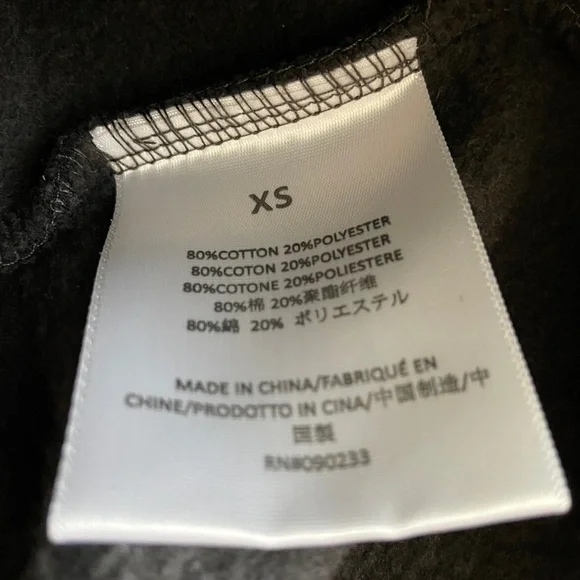 XS
80%COTTON 20%POLYESTER
80%COTON 20%POLYESTER
80%COTONE 20%POLIESTERE
80%棉 20%聚酯纤维
80%綿 20% ポリエステル
MADE IN CHINA/FABRIQUÉ EN
CHINE/PRODOTTO IN CINA/中国制造/中
国製
RN8090233